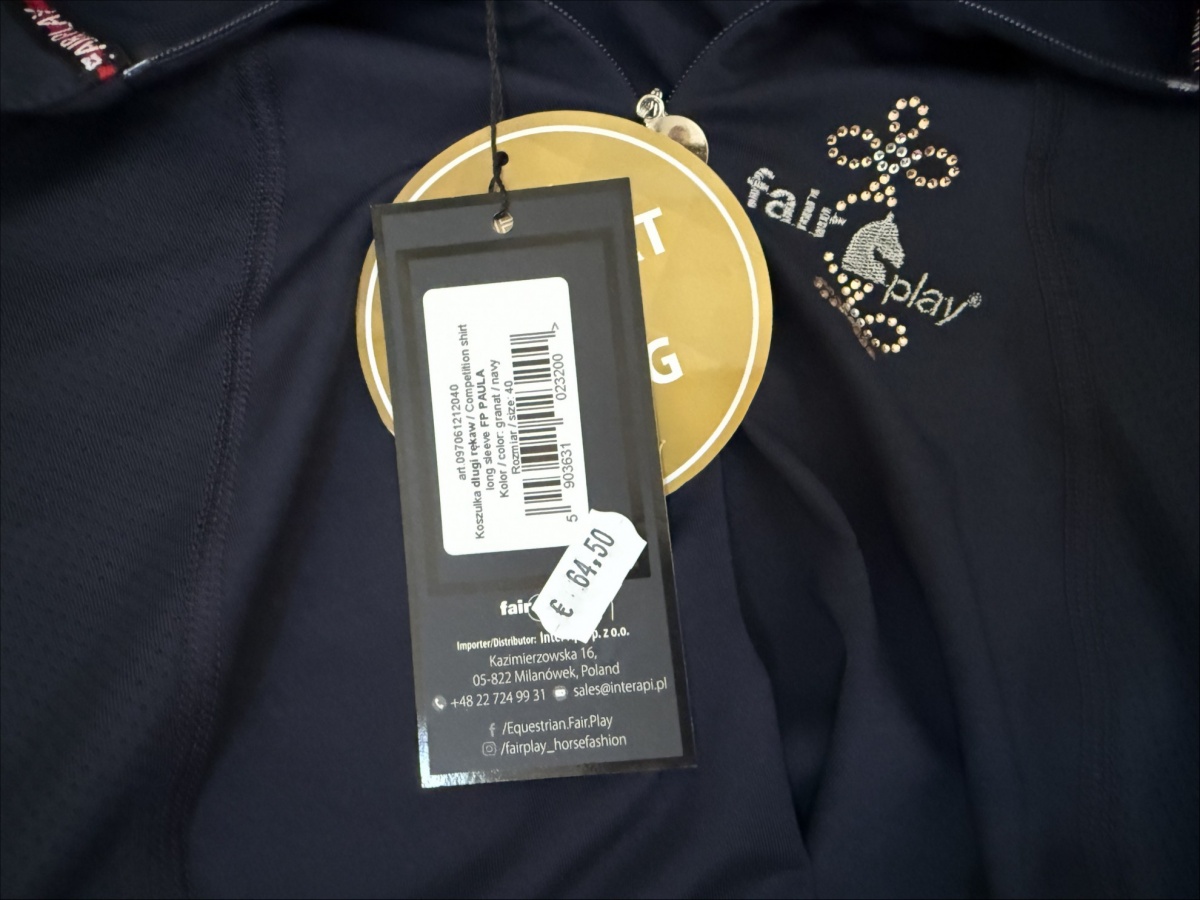 FAIRPLAY
fair
play®
T
G
art.097061212040
Koszulka długi rękaw / Competition shirt
long sleeve FP PAULA
Kolor / color: granat / navy
Rozmiar / size: 40
5 903631 023200 >
€ 64,50
fair
Importer/Distributor:
p. z o.o.
Kazimierzowska 16,
05-822 Milanówek, Poland
+48 22 724 99 31 sales@interapi.pl
/Equestrian.Fair.Play
/fairplay_horsefashion